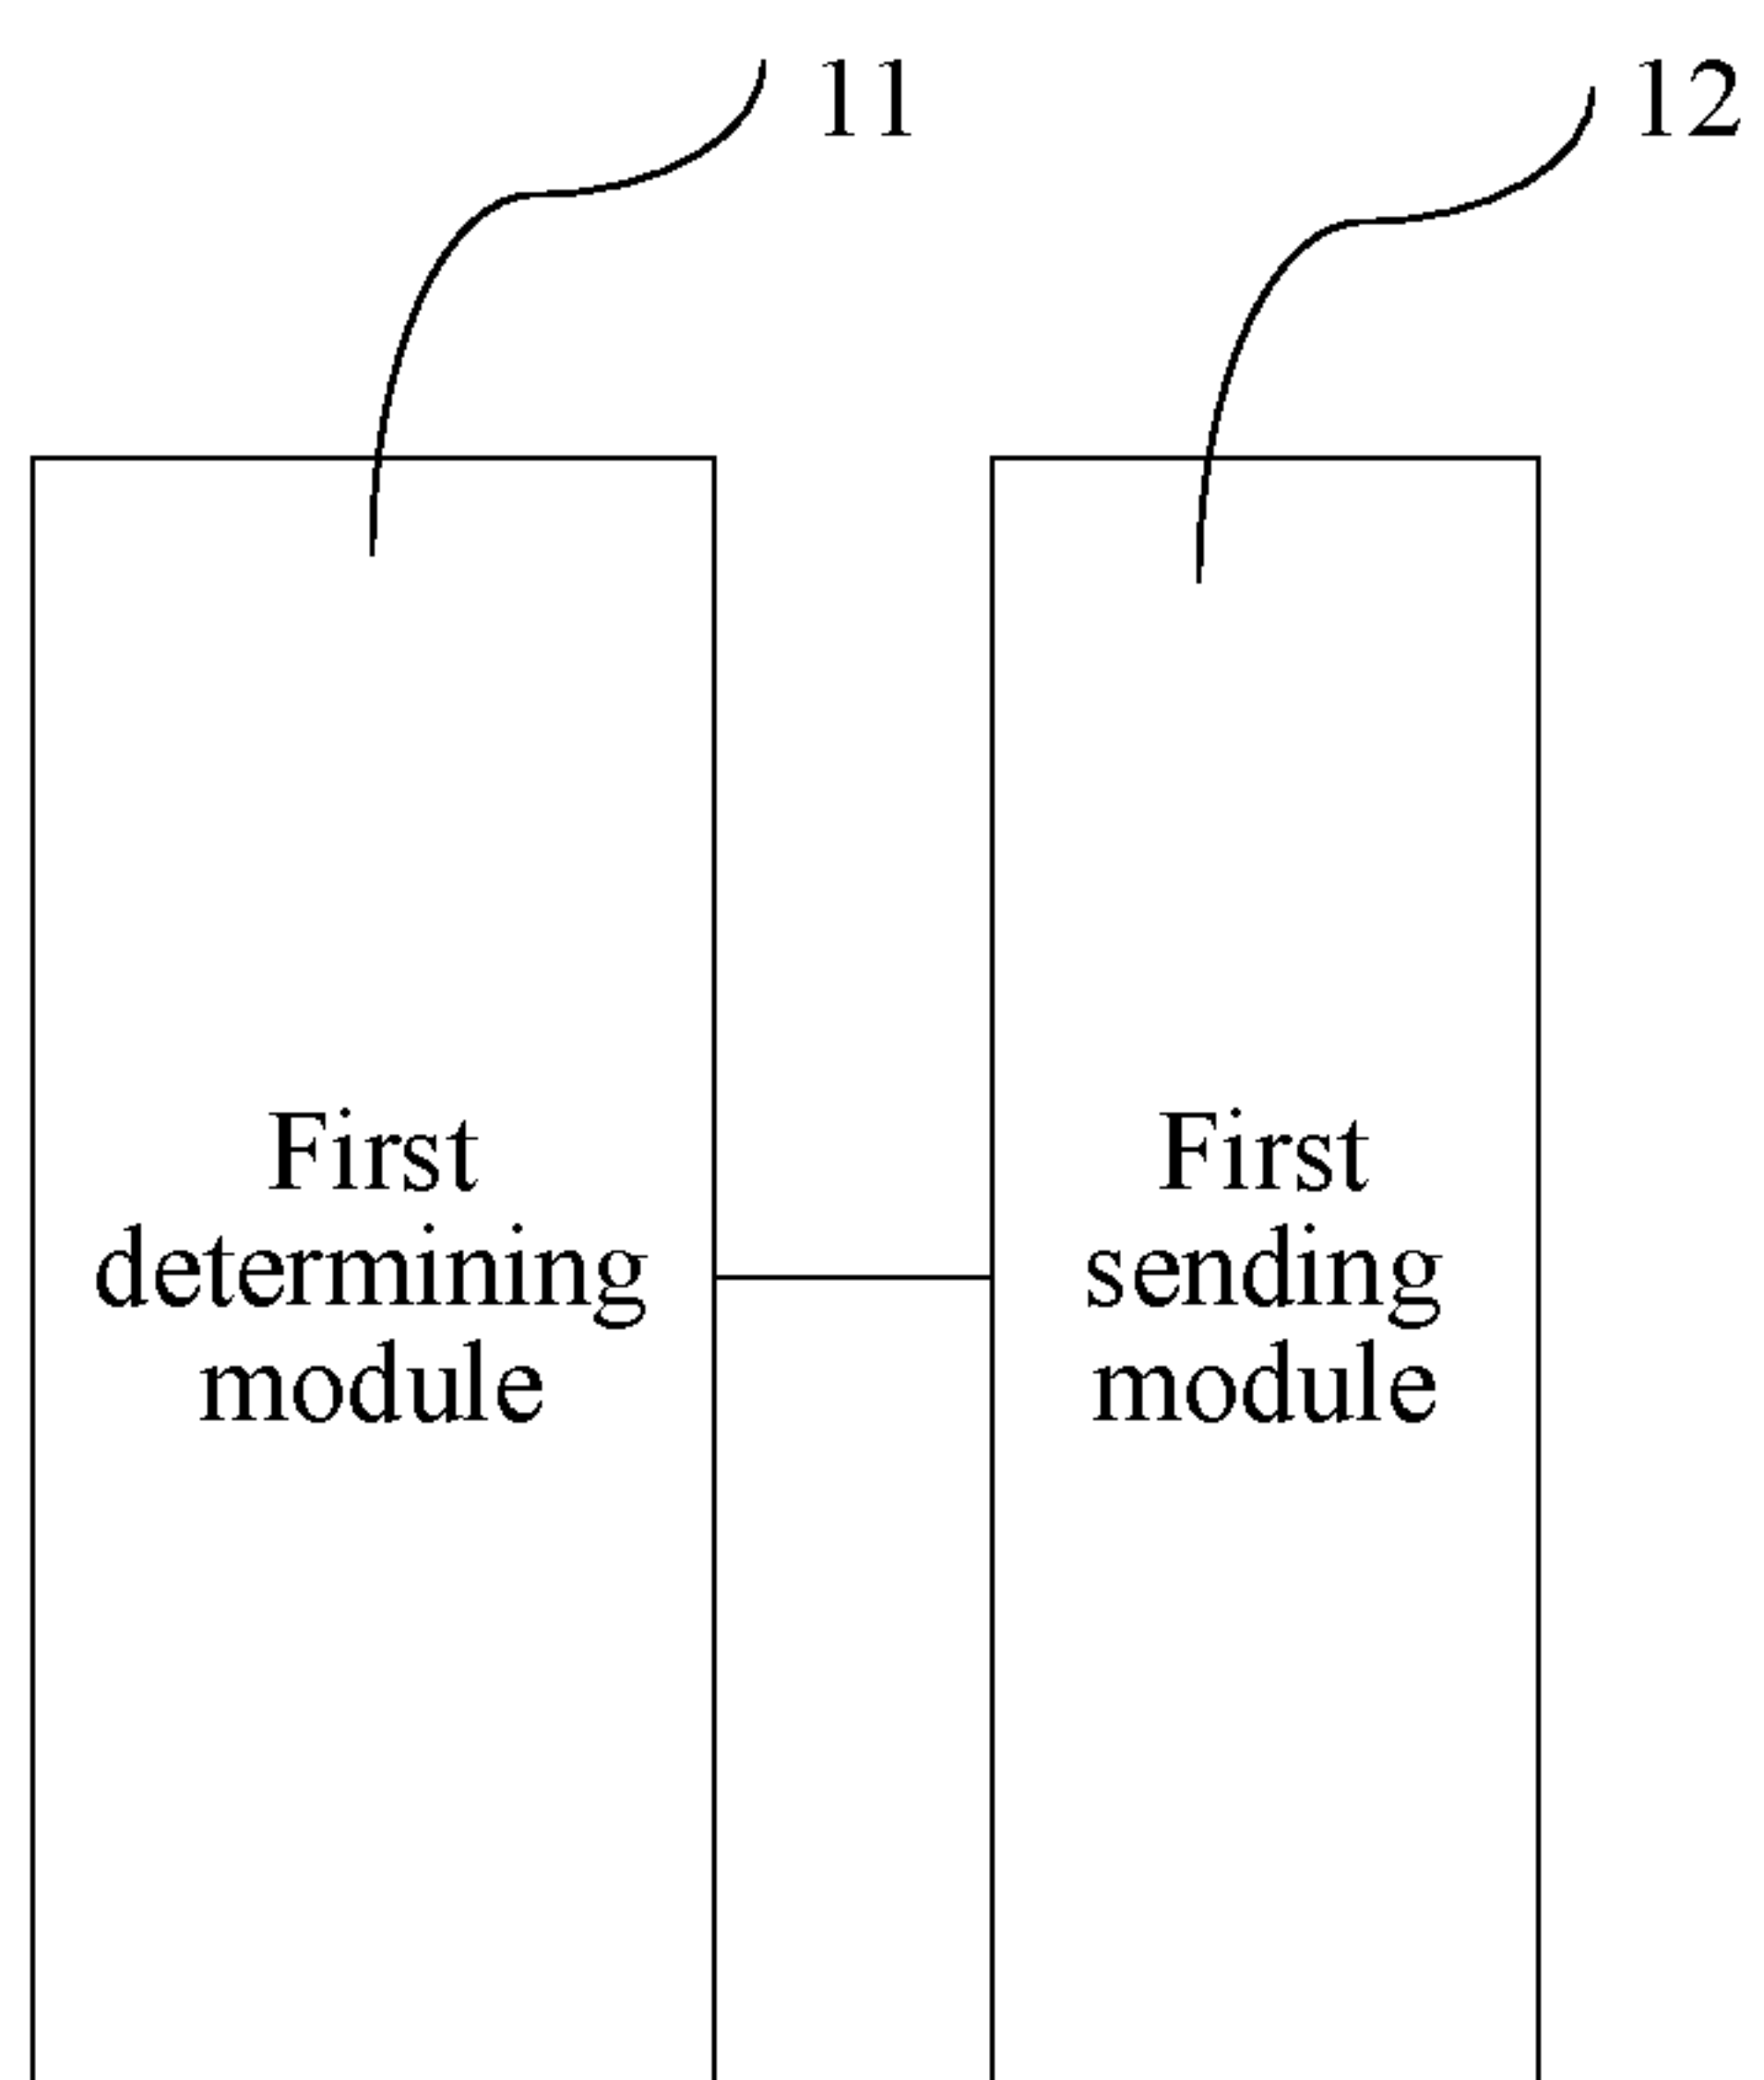 11
12
First
determining
module
First
sending
module